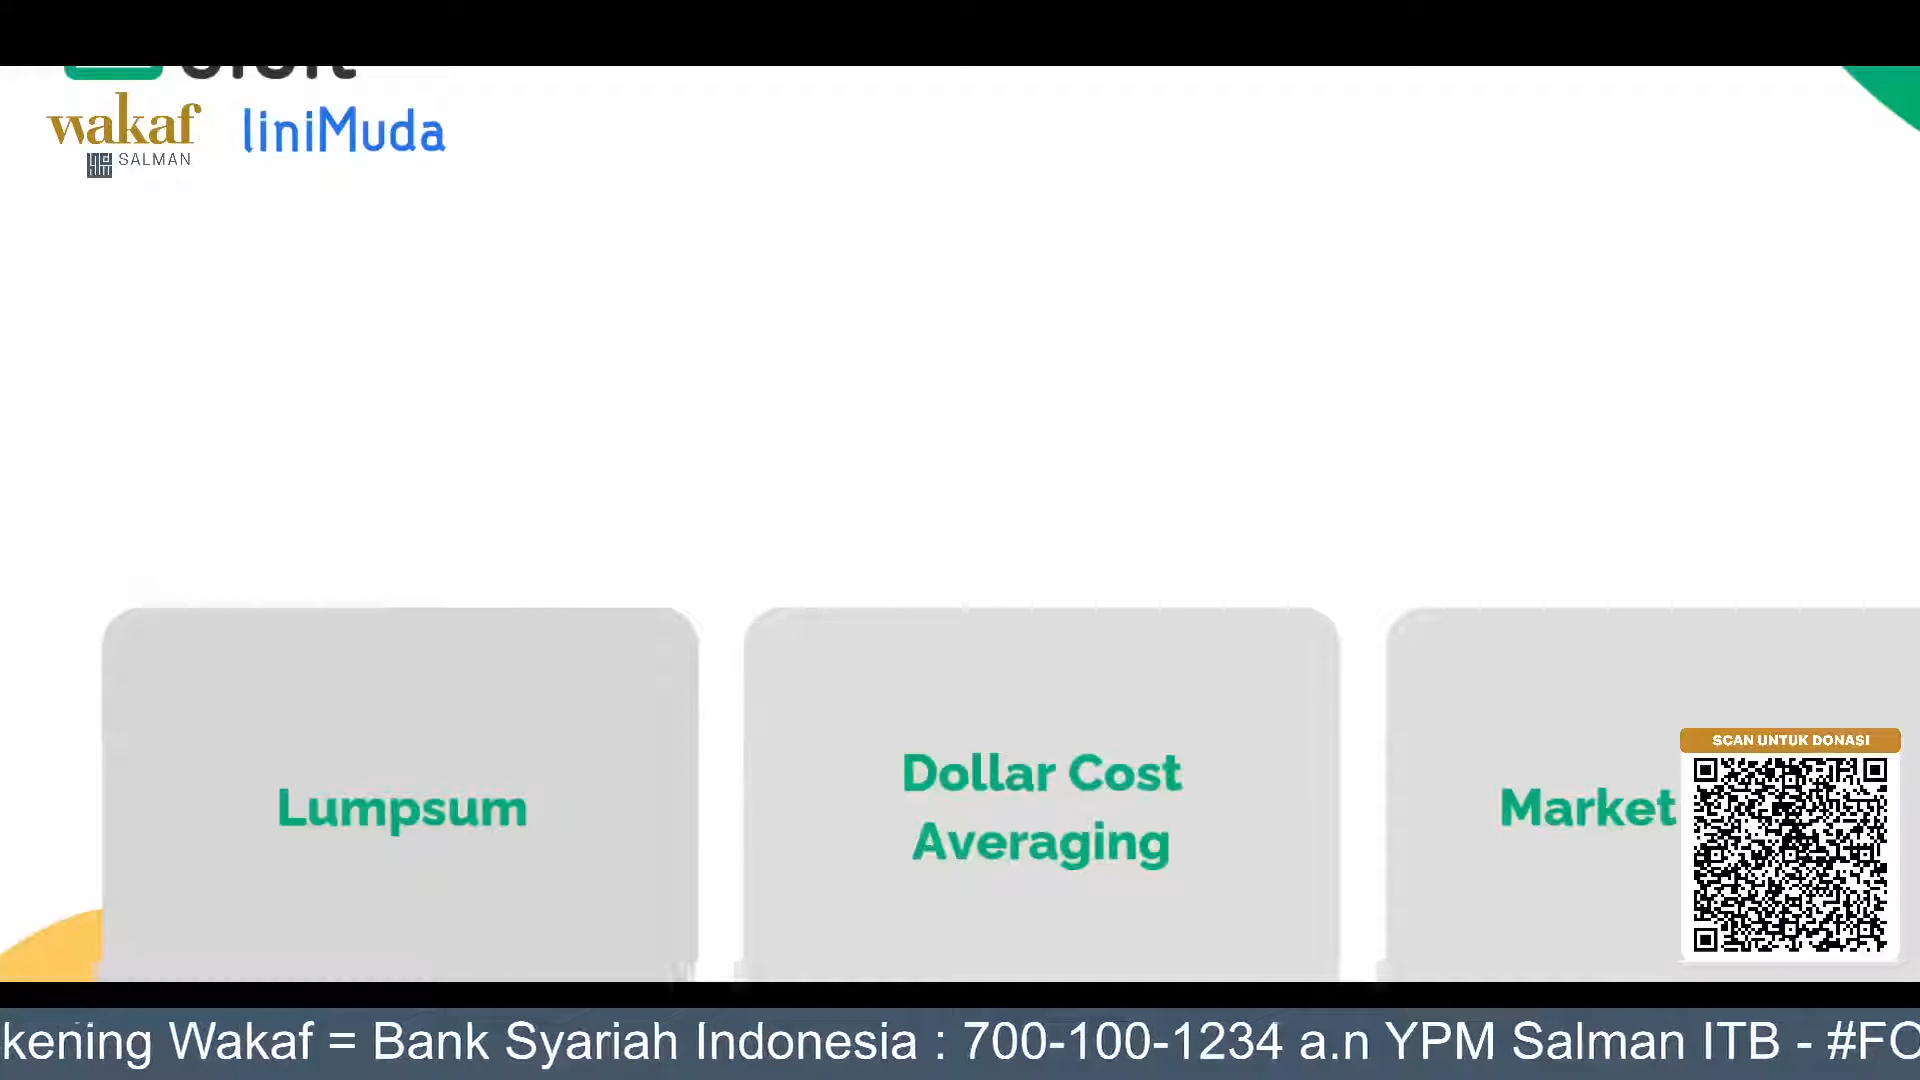 wakaf
SALMAN
liniMuda
Lumpsum
Dollar Cost
Averaging
Market
SCAN UNTUK DONASI
kening Wakaf = Bank Syariah Indonesia : 700-100-1234 a.n YPM Salman ITB - #FO